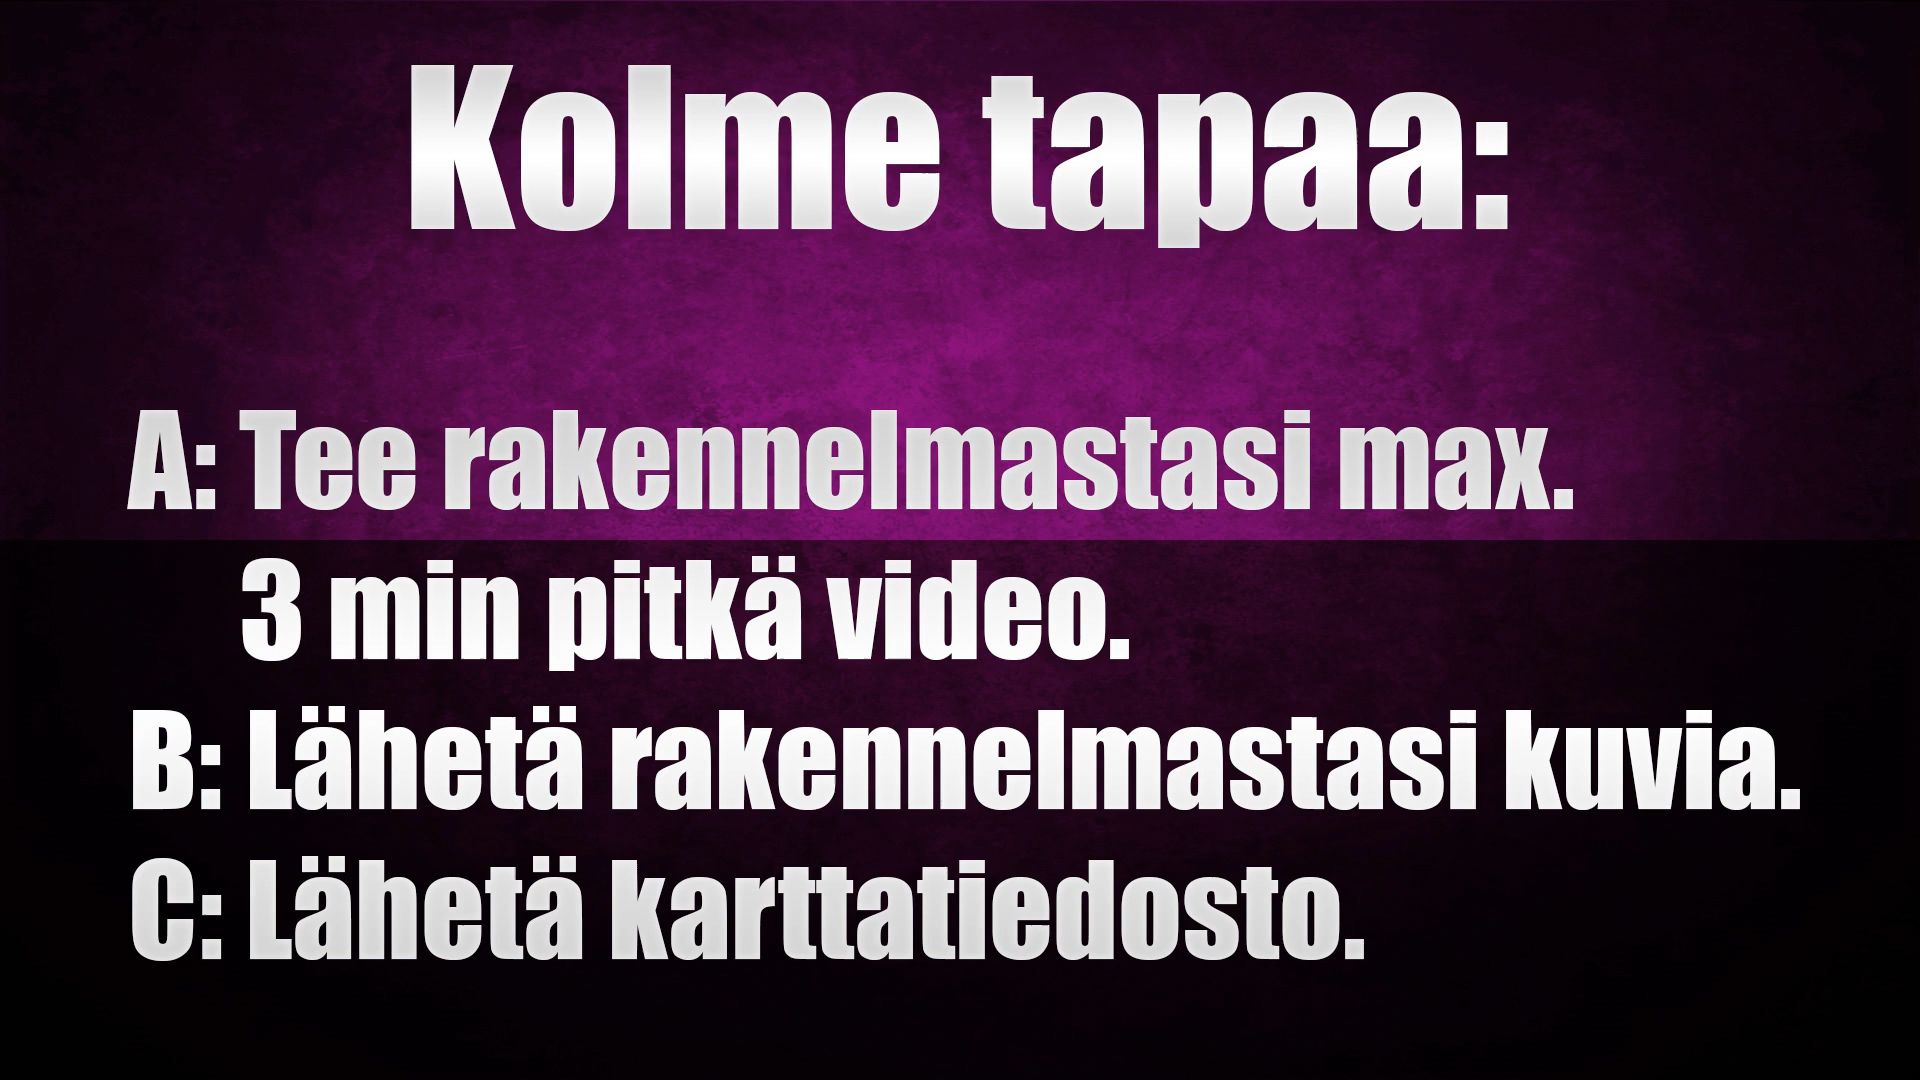 Kolme tapaa:
A: Tee rakennelmastasi max.
3 min pitkä video.
B: Lähetä rakennelmastasi kuvia.
C: Lähetä karttatiedosto.